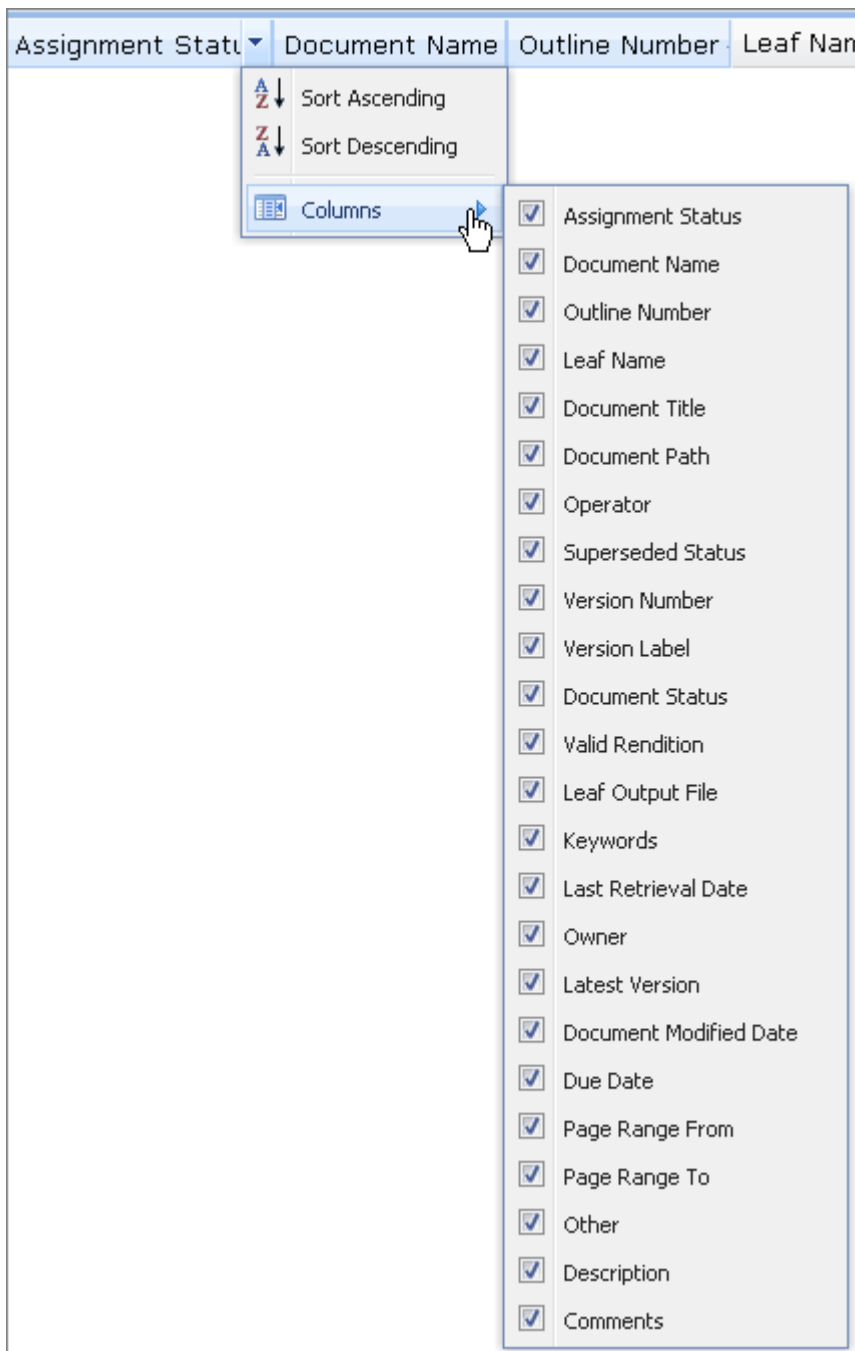 Assignment Document Name Outline Number Leaf
Sort Ascending
Sort Descending
Columns
Assignment Status
Document Name
Outline Number
Leaf Name
Document Title
Document Path
Operator
Superseded Status
Version Number
Version Label
Document Status
Valid Rendition
Leaf Output File
Keywords
Last Retrieval Date
Owner
Latest Version
Document Modified Date
Due Date
Page Range From
Page Range To
Other
Description
Comments